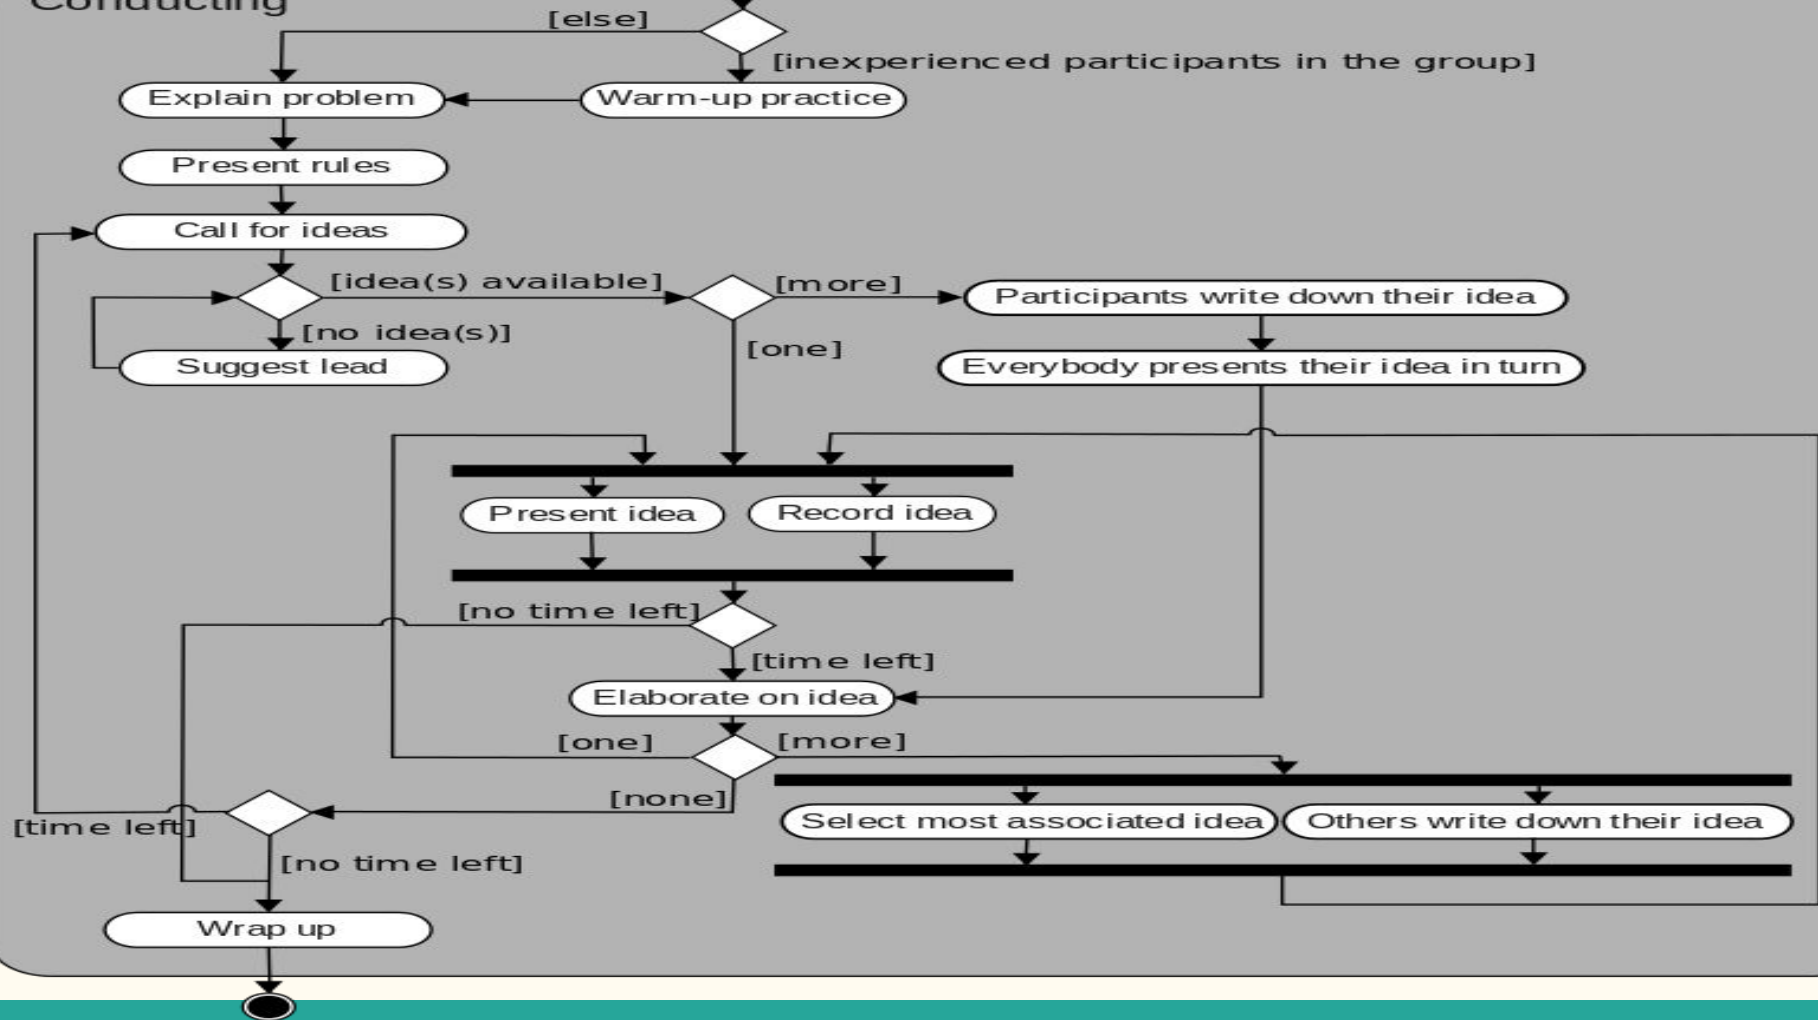 Conducting
[else]
[inexperienced participants in the group]
Explain problem
Warm-up practice
Present rules
Call for ideas
[idea(s) available]
[more]
Participants write down their idea
[no idea(s)]
[one]
Suggest lead
Everybody presents their idea in turn
Present idea
Record idea
[no time left]
[time left]
Elaborate on idea
[one]
[more]
[none]
Select most associated idea
Others write down their idea
[time left]
[no time left]
Wrap up